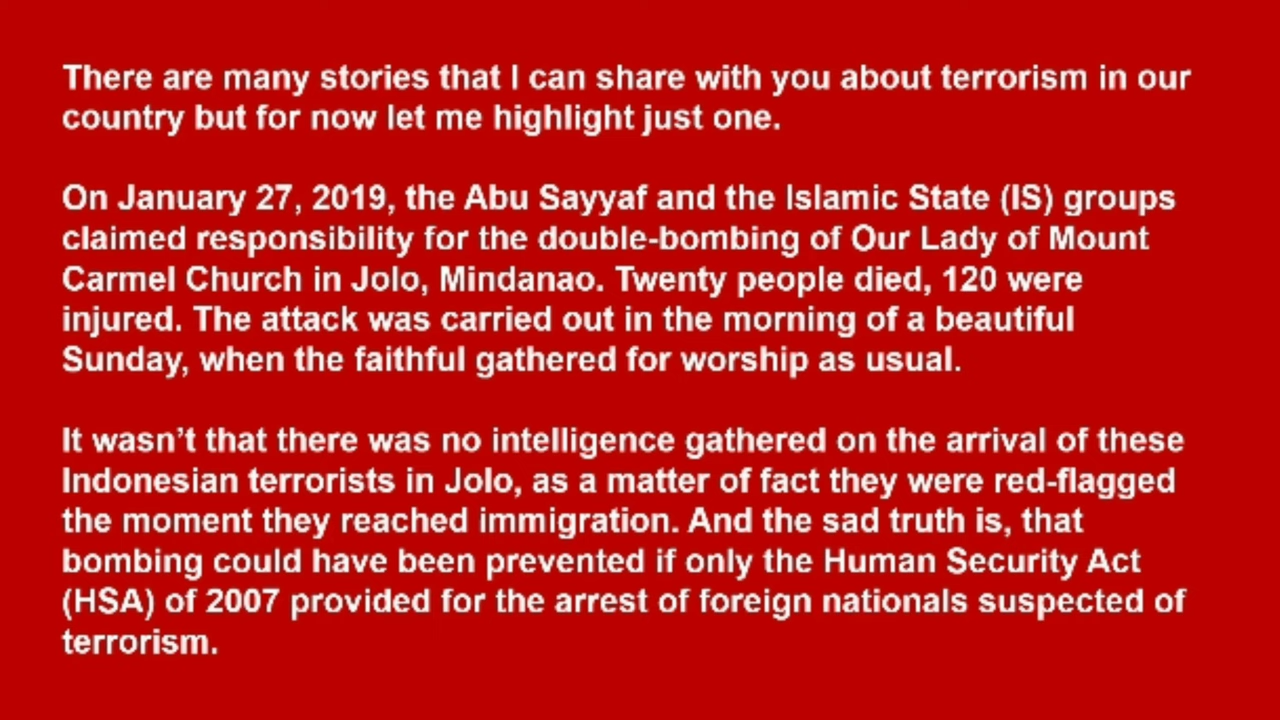 There are many stories that I can share with you about terrorism in our
country but for now let me highlight just one.
On January 27, 2019, the Abu Sayyaf and the Islamic State (IS) groups
claimed responsibility for the double-bombing of Our Lady of Mount
Carmel Church in Jolo, Mindanao. Twenty people died, 120 were
injured. The attack was carried out in the morning of a beautiful
Sunday, when the faithful gathered for worship as usual.
It wasn’t that there was no intelligence gathered on the arrival of these
Indonesian terrorists in Jolo, as a matter of fact they were red-flagged
the moment they reached immigration. And the sad truth is, that
bombing could have been prevented if only the Human Security Act
(HSA) of 2007 provided for the arrest of foreign nationals suspected of
terrorism.